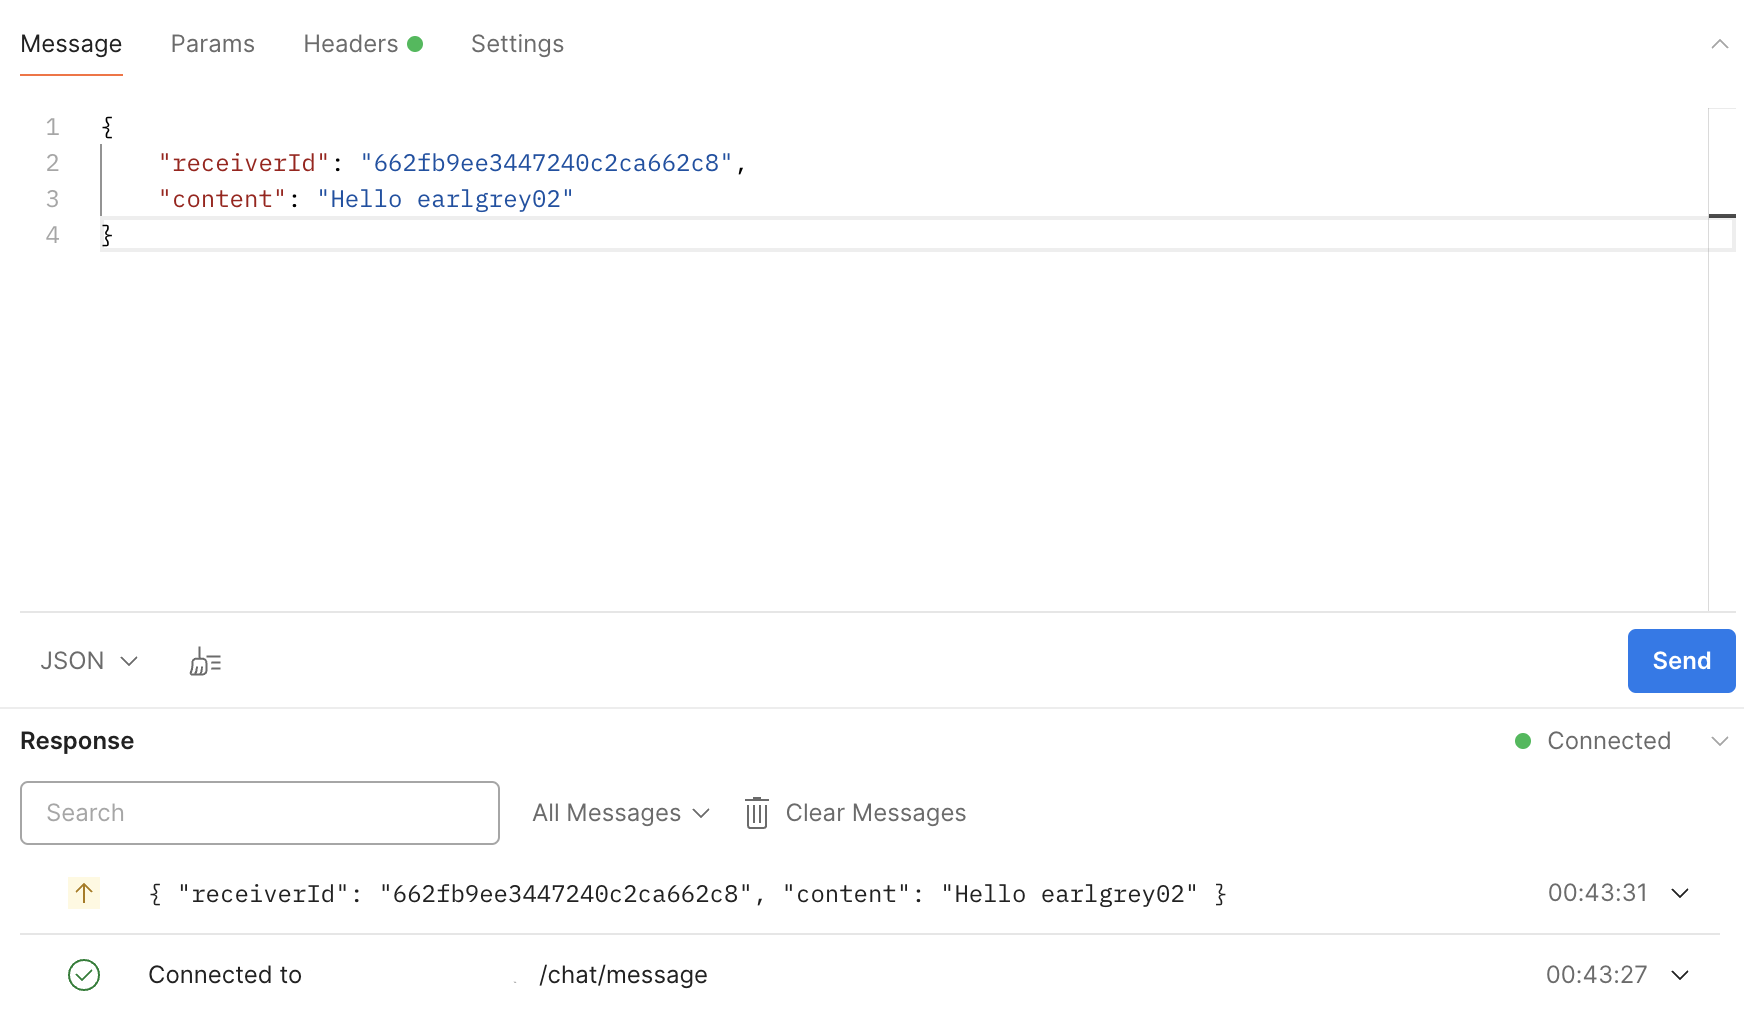 Message Params Headers Settings
1 {
2 "receiverId": "662fb9ee3447240c2ca662c8",
3 "content": "Hello earlgrey02"
4 }
JSON
Send
Response
Connected
Search
All Messages
Clear Messages
{ "receiverId": "662fb9ee3447240c2ca662c8", "content": "Hello earlgrey02" } 00:43:31
Connected to /chat/message 00:43:27